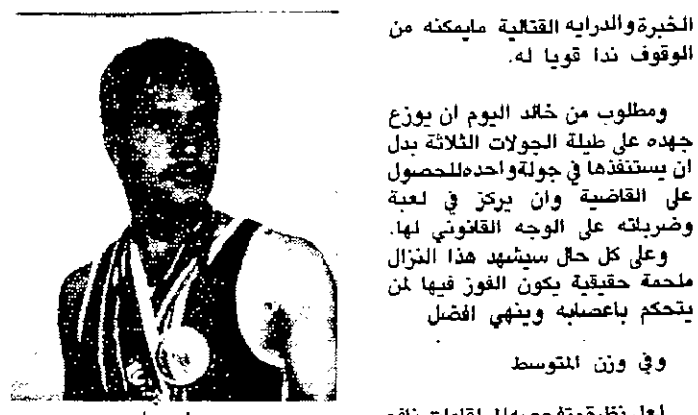 الخبرة والدرايه القتالية مايمكنه من
الوقوف ندا قويا له.
ومطلوب من خالد اليوم ان يوزع
جهده على طيلة الجولات الثلاثة بدل
ان يستنفذها في جولة واحده للحصول
على القاضية وان يركز في لعبة
وضرباته على الوجه القانوني لها.
وعلى كل حال سيشهد هذا النزال
ملحمة حقيقية يكون الفوز فيها لمن
يتحكم باعصابه وينهي افضل
وفي وزن المتوسط